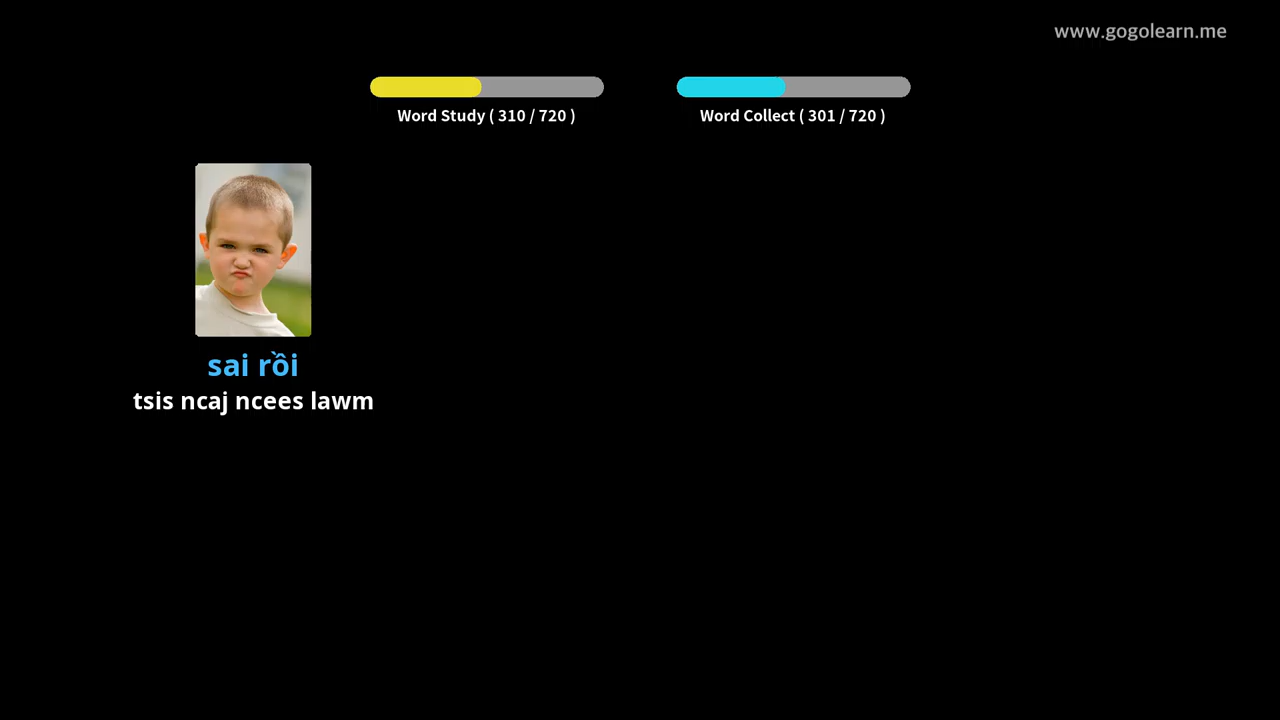 www.gogolearn.me
Word Study ( 310 / 720 )
Word Collect ( 301 / 720 )
sai rồi
tsis ncaj ncees lawm